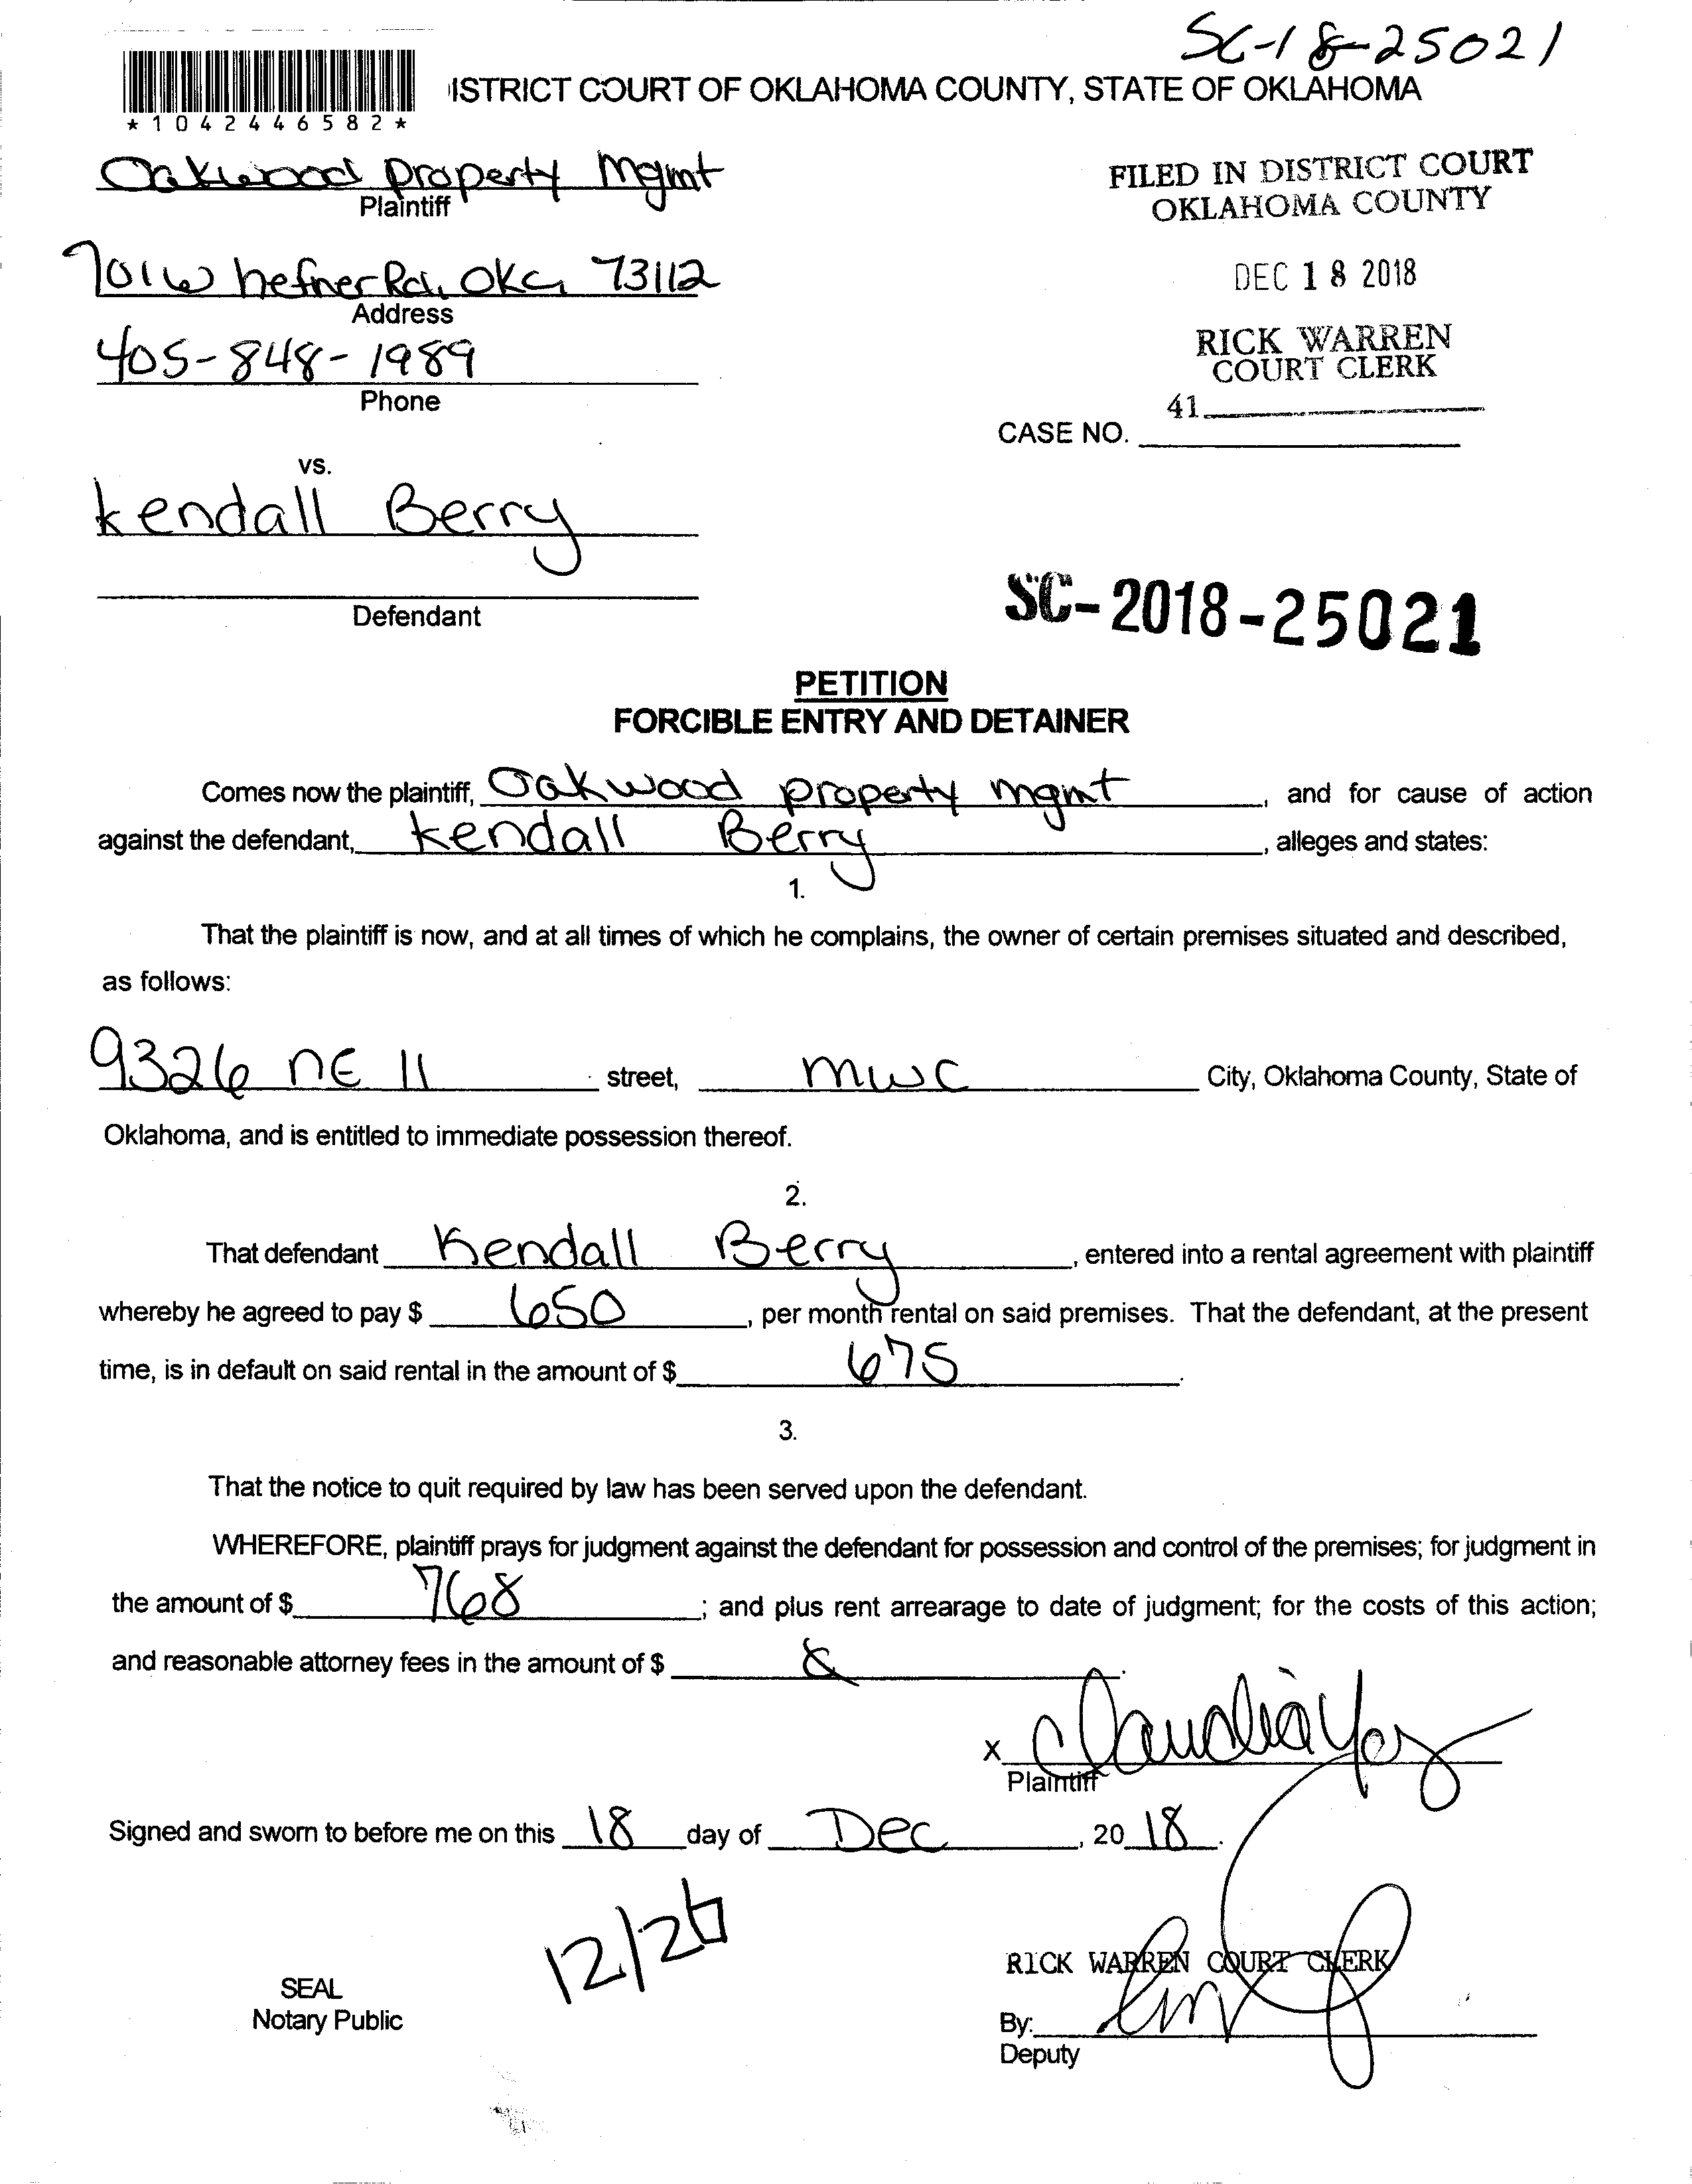 SC-18-25021
ISTRICT COURT OF OKLAHOMA COUNTY, STATE OF OKLAHOMA
*1042446582*
Oakwood property Mgmt
Plaintiff
FILED IN DISTRICT COURT
OKLAHOMA COUNTY
701 W hefner Rd, OKC, 73112
Address
DEC 18 2018
405-848-1989
Phone
RICK WARREN
COURT CLERK
41
CASE NO.
vs.
Kendall Berry
Defendant
SC-2018-25021
PETITION
FORCIBLE ENTRY AND DETAINER
Comes now the plaintiff, Oakwood property mgmt, and for cause of action
against the defendant, Kendall Berry, alleges and states:
1.
That the plaintiff is now, and at all times of which he complains, the owner of certain premises situated and described,
as follows:
9326 NE 11 street, mwc City, Oklahoma County, State of
Oklahoma, and is entitled to immediate possession thereof.
2.
That defendant Kendall Berry, entered into a rental agreement with plaintiff
whereby he agreed to pay $ 650, per month rental on said premises. That the defendant, at the present
time, is in default on said rental in the amount of $ 675.
3.
That the notice to quit required by law has been served upon the defendant.
WHEREFORE, plaintiff prays for judgment against the defendant for possession and control of the premises; for judgment in
the amount of $ 768; and plus rent arrearage to date of judgment; for the costs of this action;
and reasonable attorney fees in the amount of $
x Claudia
Plaintiff
Signed and sworn to before me on this 18 day of Dec, 20 18.
SEAL
Notary Public
RICK WARREN COURT CLERK
By:
Deputy